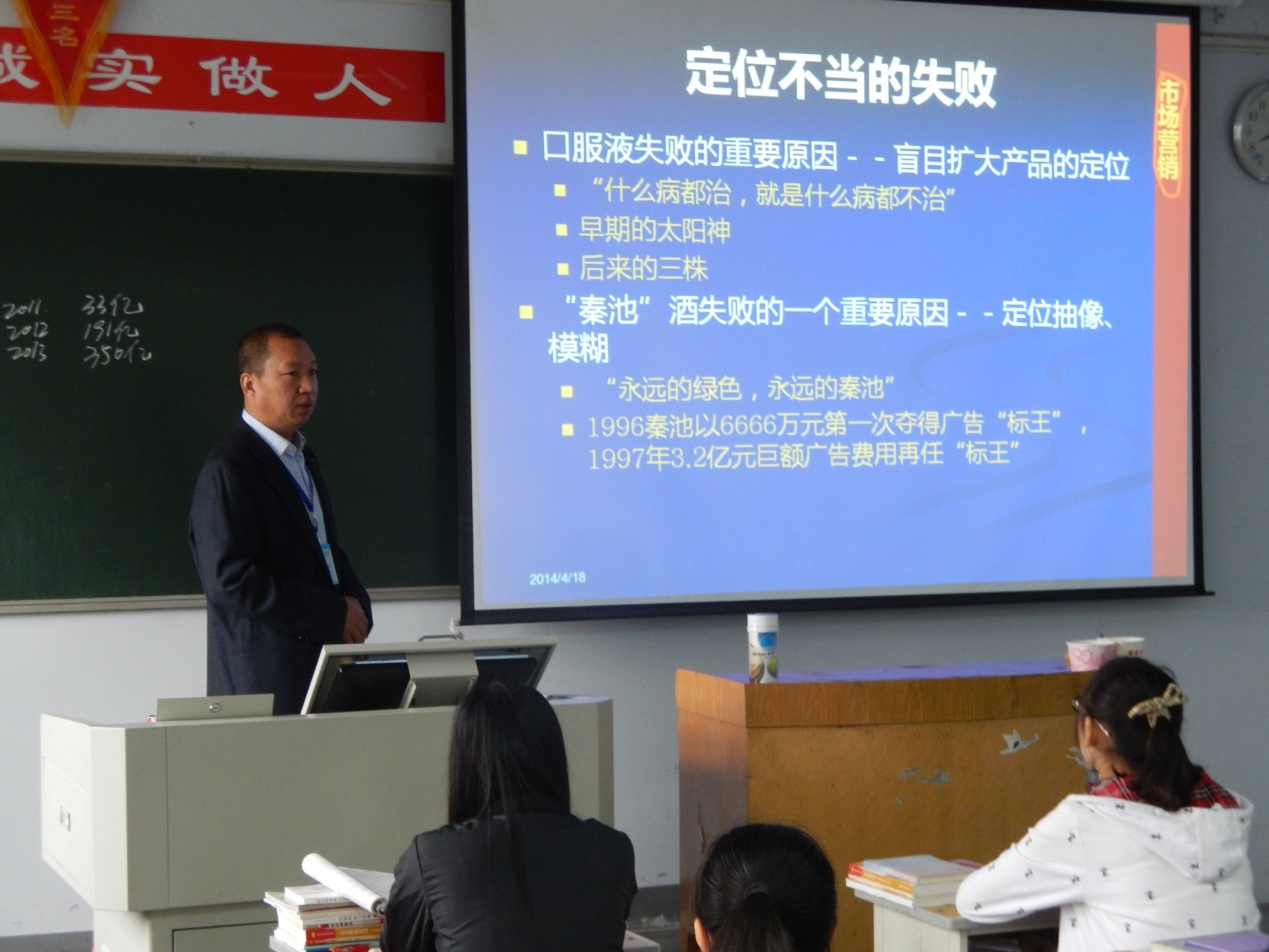 三名
诚实做人
2011. 33亿
2012 191亿
2013 350亿
定位不当的失败
市场营销
口服液失败的重要原因－－盲目扩大产品的定位
“什么病都治，就是什么病都不治”
早期的太阳神
后来的三株
“秦池”酒失败的一个重要原因－－定位抽像、
模糊
“永远的绿色，永远的秦池”
1996秦池以6666万元第一次夺得广告“标王”，
1997年3.2亿元巨额广告费用再任“标王”
2014/4/18